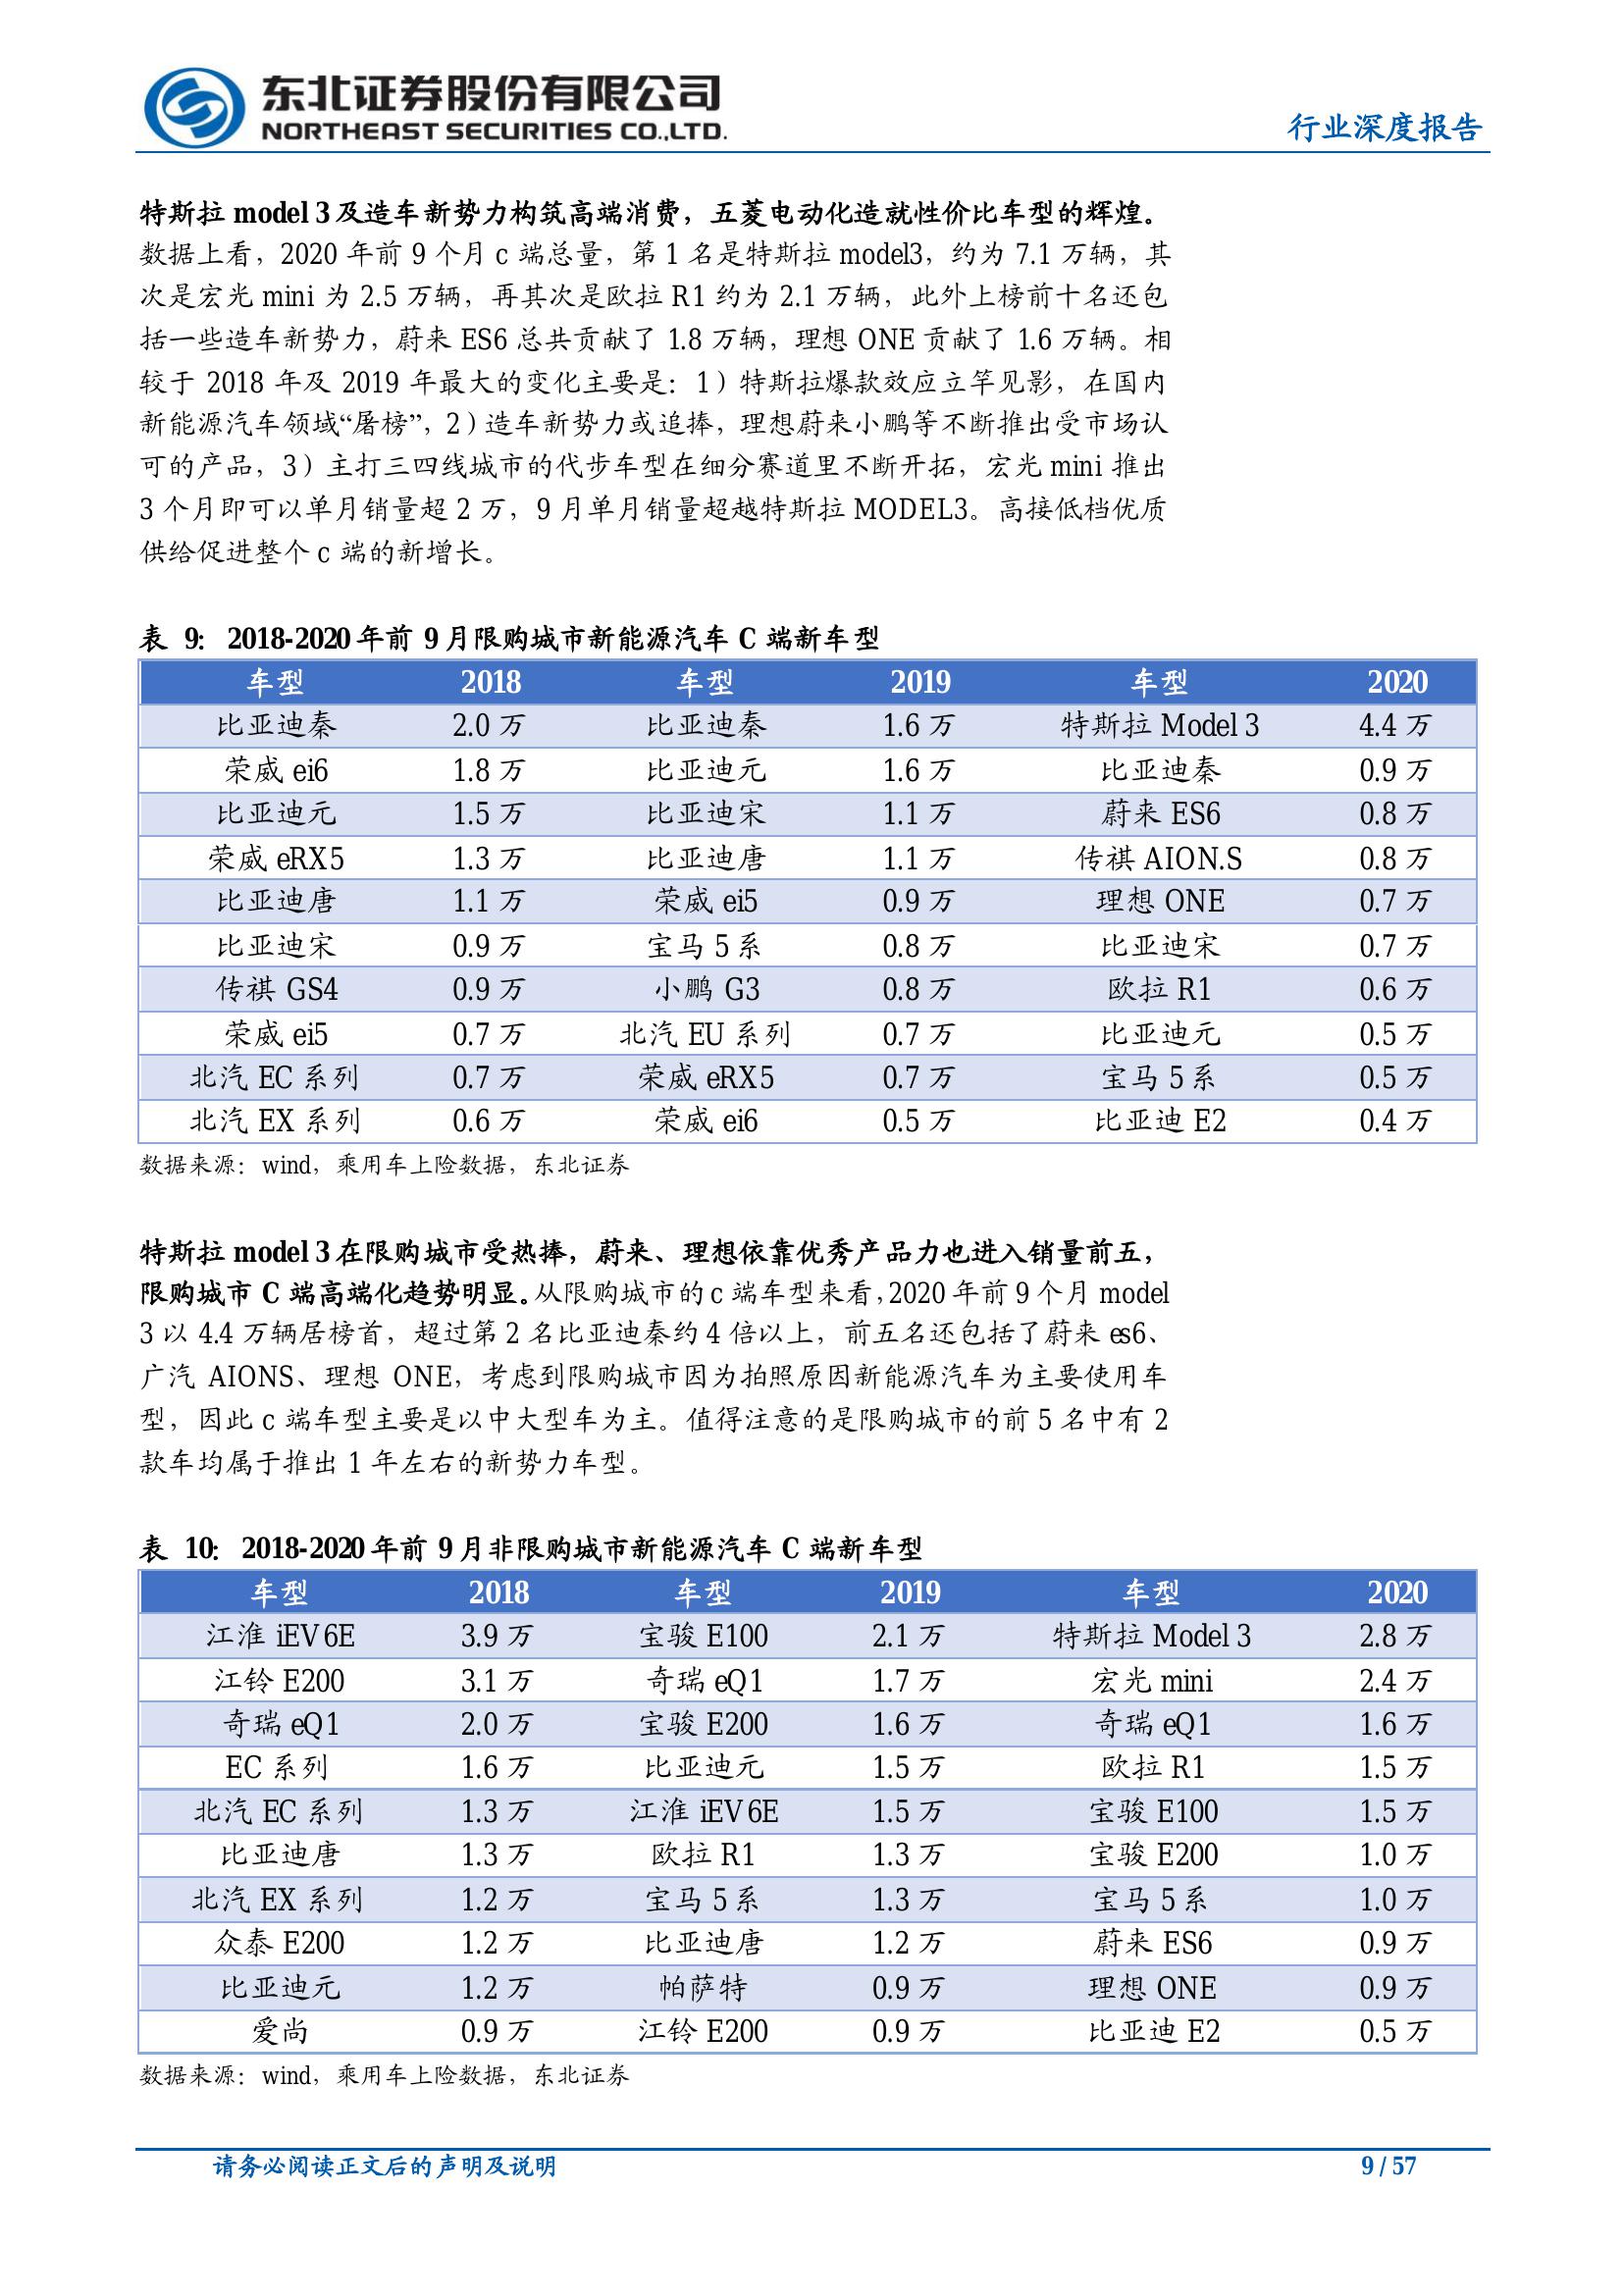 东北证券股份有限公司
NORTHEAST SECURITIES CO.,LTD.
行业深度报告
特斯拉 model 3 及造车新势力构筑高端消费，五菱电动化造就性价比车型的辉煌。
数据上看，2020 年前 9 个月 c 端总量，第 1 名是特斯拉 model3，约为 7.1 万辆，其
次是宏光 mini 为 2.5 万辆，再其次是欧拉 R1 约为 2.1 万辆，此外上榜前十名还包
括一些造车新势力，蔚来 ES6 总共贡献了 1.8 万辆，理想 ONE 贡献了 1.6 万辆。相
较于 2018 年及 2019 年最大的变化主要是：1）特斯拉爆款效应立竿见影，在国内
新能源汽车领域“屠榜”，2）造车新势力或追捧，理想蔚来小鹏等不断推出受市场认
可的产品，3）主打三四线城市的代步车型在细分赛道里不断开拓，宏光 mini 推出
3 个月即可以单月销量超 2 万，9 月单月销量超越特斯拉 MODEL3。高接低档优质
供给促进整个 c 端的新增长。
表 9： 2018-2020 年前 9 月限购城市新能源汽车 C 端新车型
车型 2018 车型 2019 车型 2020
比亚迪秦 2.0 万 比亚迪秦 1.6 万 特斯拉 Model 3 4.4 万
荣威 ei6 1.8 万 比亚迪元 1.6 万 比亚迪秦 0.9 万
比亚迪元 1.5 万 比亚迪宋 1.1 万 蔚来 ES6 0.8 万
荣威 eRX5 1.3 万 比亚迪唐 1.1 万 传祺 AION.S 0.8 万
比亚迪唐 1.1 万 荣威 ei5 0.9 万 理想 ONE 0.7 万
比亚迪宋 0.9 万 宝马 5 系 0.8 万 比亚迪宋 0.7 万
传祺 GS4 0.9 万 小鹏 G3 0.8 万 欧拉 R1 0.6 万
荣威 ei5 0.7 万 北汽 EU 系列 0.7 万 比亚迪元 0.5 万
北汽 EC 系列 0.7 万 荣威 eRX5 0.7 万 宝马 5 系 0.5 万
北汽 EX 系列 0.6 万 荣威 ei6 0.5 万 比亚迪 E2 0.4 万
数据来源：wind，乘用车上险数据，东北证券
特斯拉 model 3 在限购城市受热捧，蔚来、理想依靠优秀产品力也进入销量前五，
限购城市 C 端高端化趋势明显。从限购城市的 c 端车型来看，2020 年前 9 个月 model
3 以 4.4 万辆居榜首，超过第 2 名比亚迪秦约 4 倍以上，前五名还包括了蔚来 es6、
广汽 AIONS、理想 ONE，考虑到限购城市因为拍照原因新能源汽车为主要使用车
型，因此 c 端车型主要是以中大型车为主。值得注意的是限购城市的前 5 名中有 2
款车均属于推出 1 年左右的新势力车型。
表 10： 2018-2020 年前 9 月非限购城市新能源汽车 C 端新车型
车型 2018 车型 2019 车型 2020
江淮 iEV6E 3.9 万 宝骏 E100 2.1 万 特斯拉 Model 3 2.8 万
江铃 E200 3.1 万 奇瑞 eQ1 1.7 万 宏光 mini 2.4 万
奇瑞 eQ1 2.0 万 宝骏 E200 1.6 万 奇瑞 eQ1 1.6 万
EC 系列 1.6 万 比亚迪元 1.5 万 欧拉 R1 1.5 万
北汽 EC 系列 1.3 万 江淮 iEV6E 1.5 万 宝骏 E100 1.5 万
比亚迪唐 1.3 万 欧拉 R1 1.3 万 宝骏 E200 1.0 万
北汽 EX 系列 1.2 万 宝马 5 系 1.3 万 宝马 5 系 1.0 万
众泰 E200 1.2 万 比亚迪唐 1.2 万 蔚来 ES6 0.9 万
比亚迪元 1.2 万 帕萨特 0.9 万 理想 ONE 0.9 万
爱尚 0.9 万 江铃 E200 0.9 万 比亚迪 E2 0.5 万
数据来源：wind，乘用车上险数据，东北证券
请务必阅读正文后的声明及说明 9 / 57